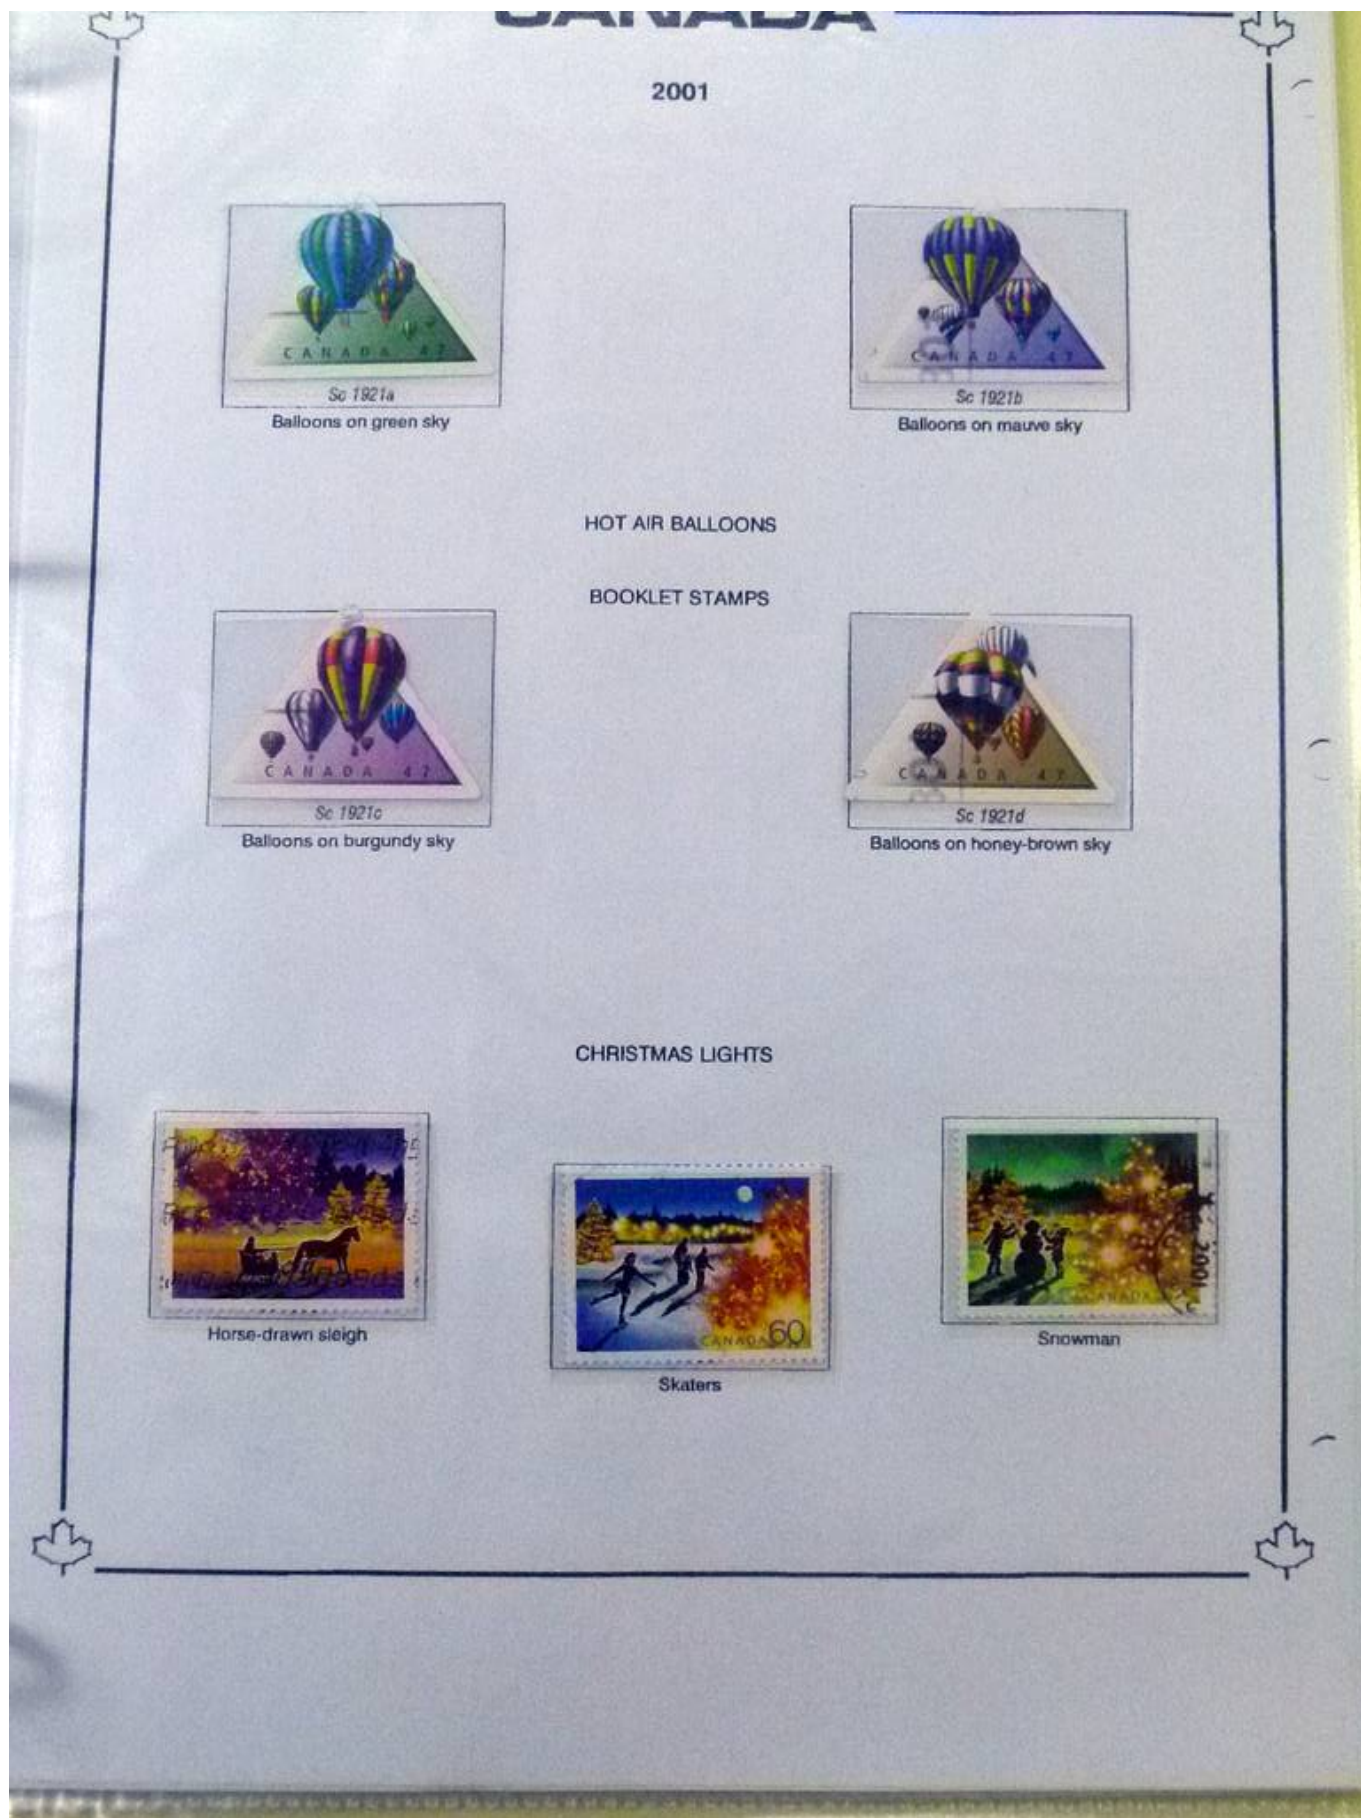 CANADA
2001
CANADA 47
CANADA 47
Sc 1921a
Sc 1921b
Balloons on green sky
Balloons on mauve sky
HOT AIR BALLOONS
BOOKLET STAMPS
CANADA 47
CANADA 47
Sc 1921c
Sc 1921d
Balloons on burgundy sky
Balloons on honey-brown sky
CHRISTMAS LIGHTS
CANADA 60
CANADA
2001
Horse-drawn sleigh
Skaters
Snowman